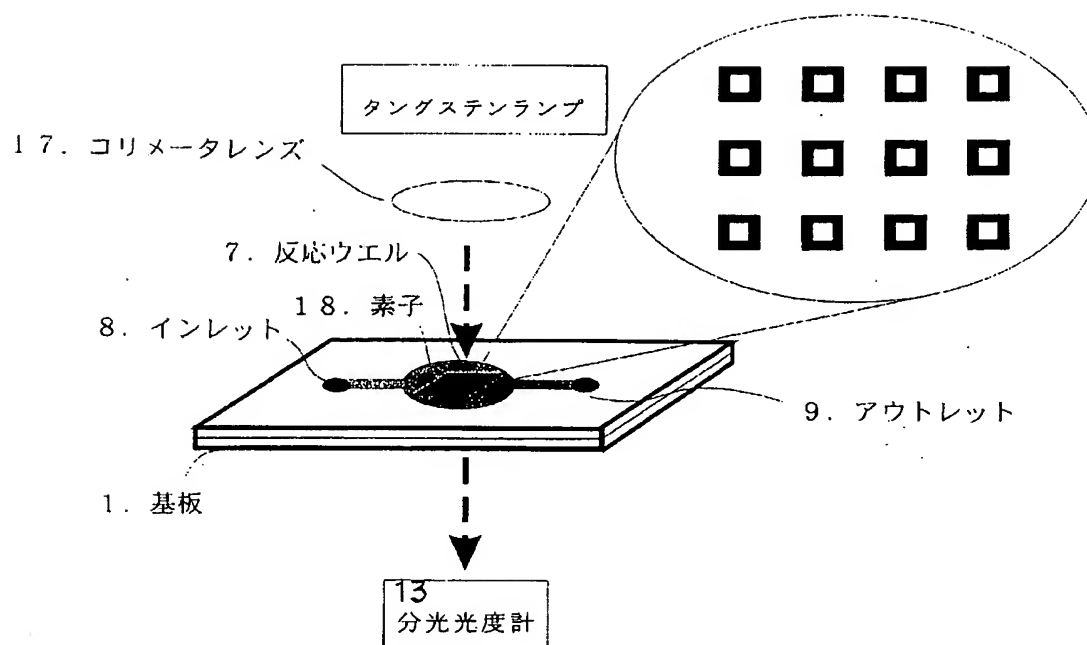 タングステンランプ
１７．コリメータレンズ
７．反応ウエル
１８．素子
８．インレット
９．アウトレット
１．基板
13
分光光度計